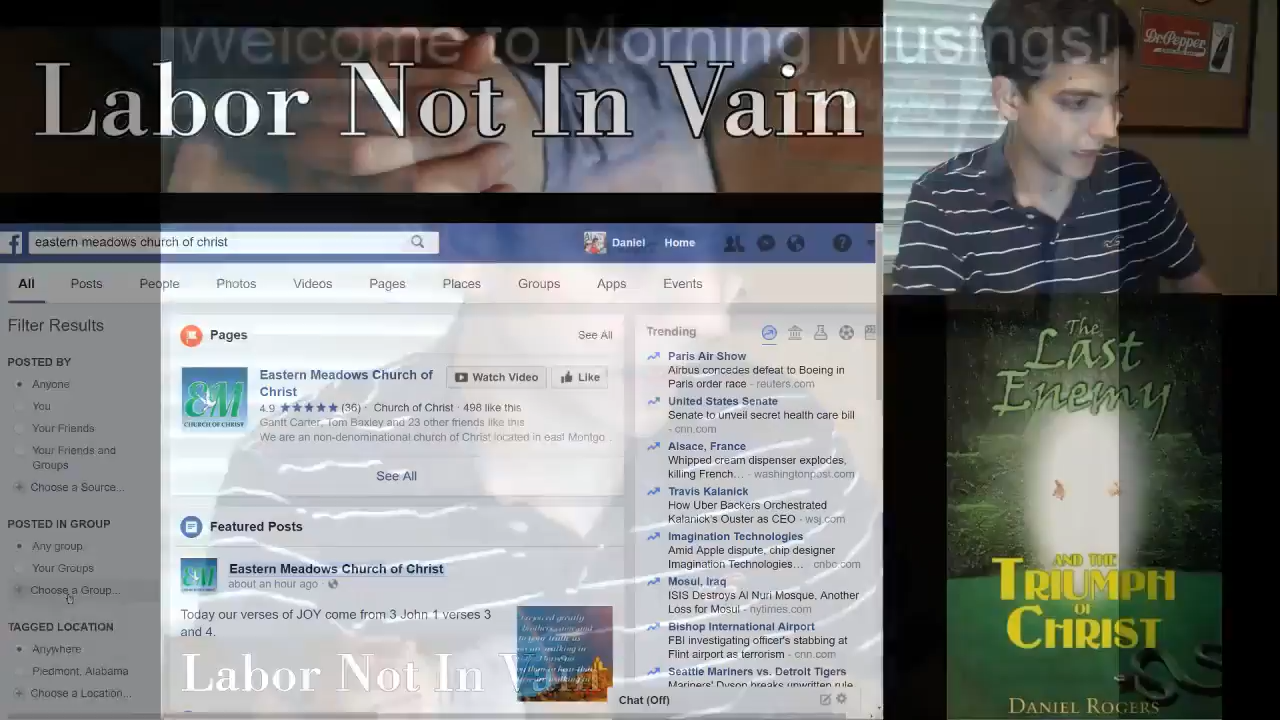 Welcome to Morning Musings!
Labor Not In Vain
Dr Pepper
eastern meadows church of christ
Daniel
Home
All
Posts
People
Photos
Videos
Pages
Places
Groups
Apps
Events
Filter Results
POSTED BY
Anyone
You
Your Friends
Your Friends and
Groups
Choose a Source...
POSTED IN GROUP
Any group
Your Groups
Choose a Group...
TAGGED LOCATION
Anywhere
Piedmont, Alabama
Choose a Location...
Pages
See All
EM
CHURCH OF CHRIST
Eastern Meadows Church of
Christ
Watch Video
Like
4.9 ★★★★★ (36) · Church of Christ · 498 like this
Gantt Carter, Tom Baxley and 23 other friends like this
We are an non-denominational church of Christ located in east Montgo...
See All
Featured Posts
Eastern Meadows Church of Christ
about an hour ago
Today our verses of JOY come from 3 John 1 verses 3
and 4.
Labor Not In Vain
Trending
Paris Air Show
Airbus concedes defeat to Boeing in
Paris order race - reuters.com
United States Senate
Senate to unveil secret health care bill
- cnn.com
Alsace, France
Whipped cream dispenser explodes,
killing French... - washingtonpost.com
Travis Kalanick
How Uber Backers Orchestrated
Kalanick's Ouster as CEO - wsj.com
Imagination Technologies
Amid Apple dispute, chip designer
Imagination Technologies... - cnbc.com
Mosul, Iraq
ISIS Destroys Al Nuri Mosque, Another
Loss for Mosul - nytimes.com
Bishop International Airport
FBI investigating officer's stabbing at
Flint airport as terrorism - cnn.com
Seattle Mariners vs. Detroit Tigers
Mariners' Dyson breaks unwritten rule
Chat (Off)
The
Last
Enemy
AND THE
TRIUMPH
OF
CHRIST
DANIEL ROGERS